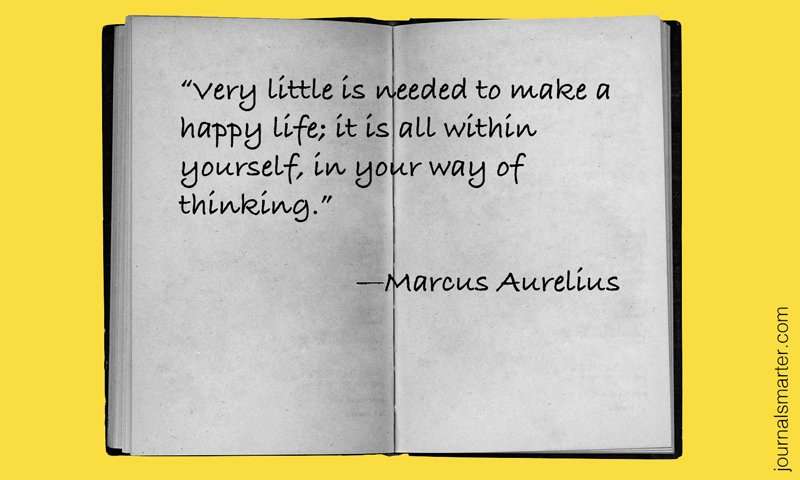 “Very little is needed to make a
happy life; it is all within
yourself, in your way of
thinking.”
—Marcus Aurelius
journalsmarter.com